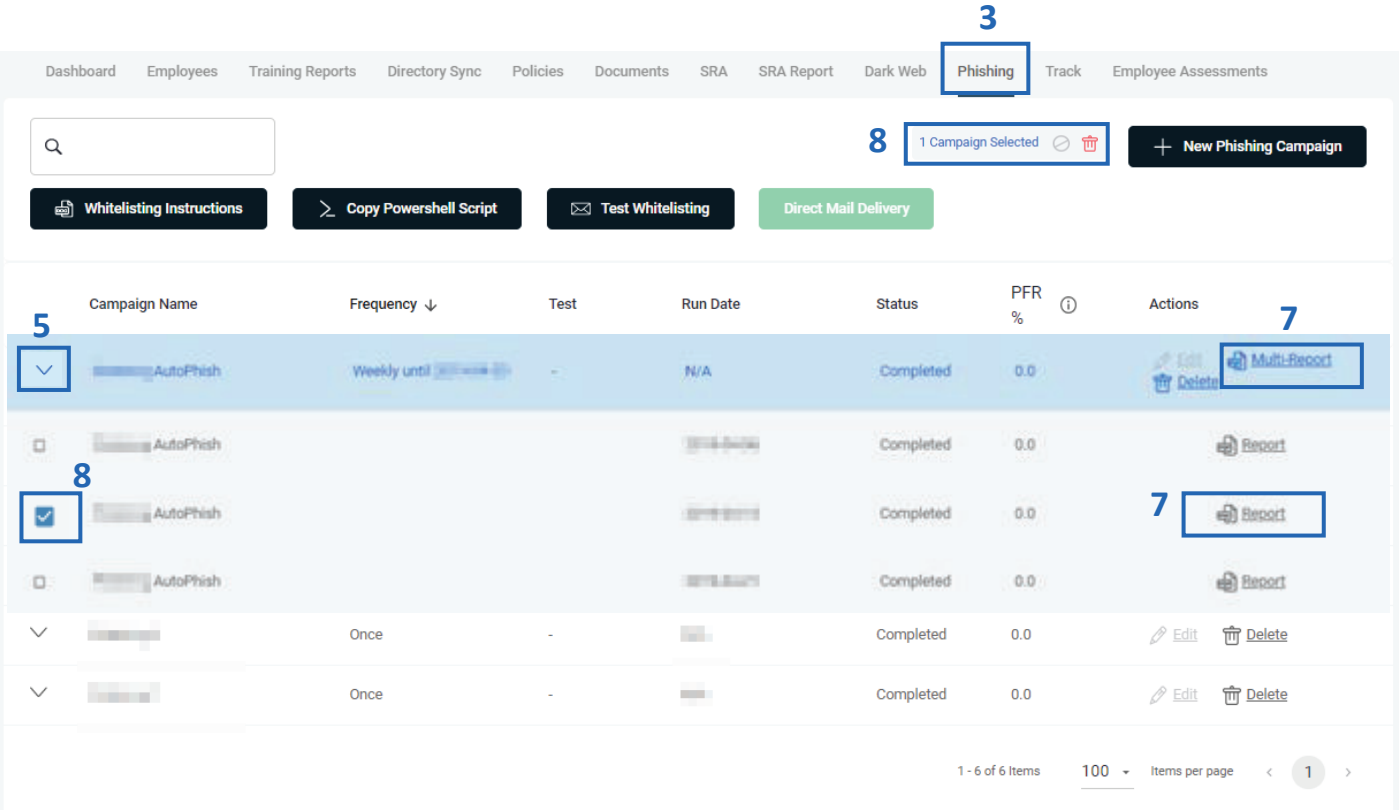 3
Dashboard Employees Training Reports Directory Sync Policies Documents SRA SRA Report Dark Web Phishing Track Employee Assessments
8 1 Campaign Selected New Phishing Campaign
Whitelisting Instructions Copy Powershell Script Test Whitelisting Direct Mail Delivery
Campaign Name Frequency Test Run Date Status PFR % Actions
5 7
AutoPhish Weekly until - N/A Completed 0.0 Edit Multi-Report
Delete
AutoPhish Completed 0.0 Report
8
AutoPhish Completed 0.0 7 Report
AutoPhish Completed 0.0 Report
Once - Completed 0.0 Edit Delete
Once - Completed 0.0 Edit Delete
1 - 6 of 6 Items 100 Items per page < 1 >